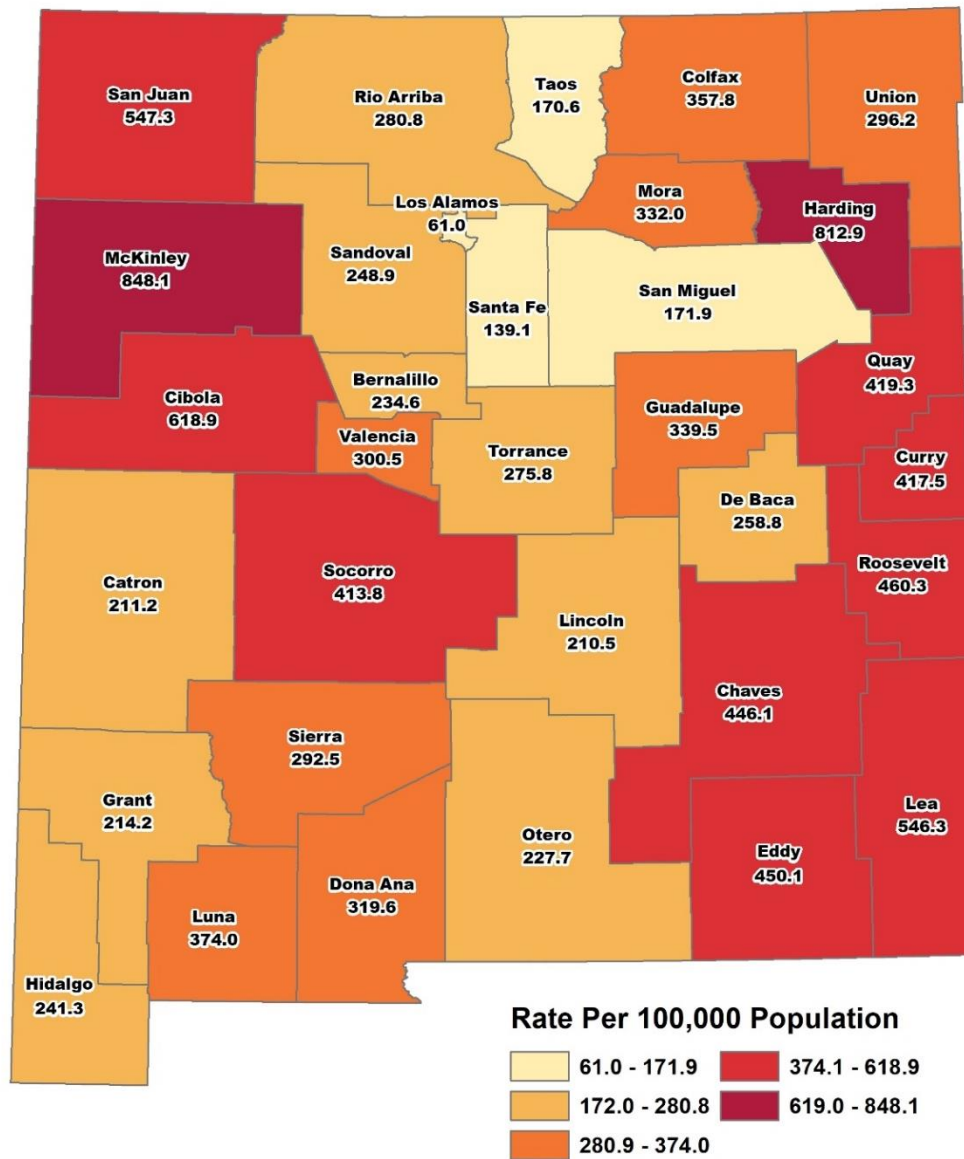 San Juan
547.3
Rio Arriba
280.8
Taos
170.6
Colfax
357.8
Union
296.2
Los Alamos
61.0
Mora
332.0
Harding
812.9
McKinley
848.1
Sandoval
248.9
Santa Fe
139.1
San Miguel
171.9
Quay
419.3
Cibola
618.9
Bernalillo
234.6
Valencia
300.5
Torrance
275.8
Guadalupe
339.5
Curry
417.5
De Baca
258.8
Roosevelt
460.3
Catron
211.2
Socorro
413.8
Lincoln
210.5
Chaves
446.1
Sierra
292.5
Grant
214.2
Otero
227.7
Lea
546.3
Eddy
450.1
Dona Ana
319.6
Luna
374.0
Hidalgo
241.3
Rate Per 100,000 Population
61.0 - 171.9
172.0 - 280.8
280.9 - 374.0
374.1 - 618.9
619.0 - 848.1